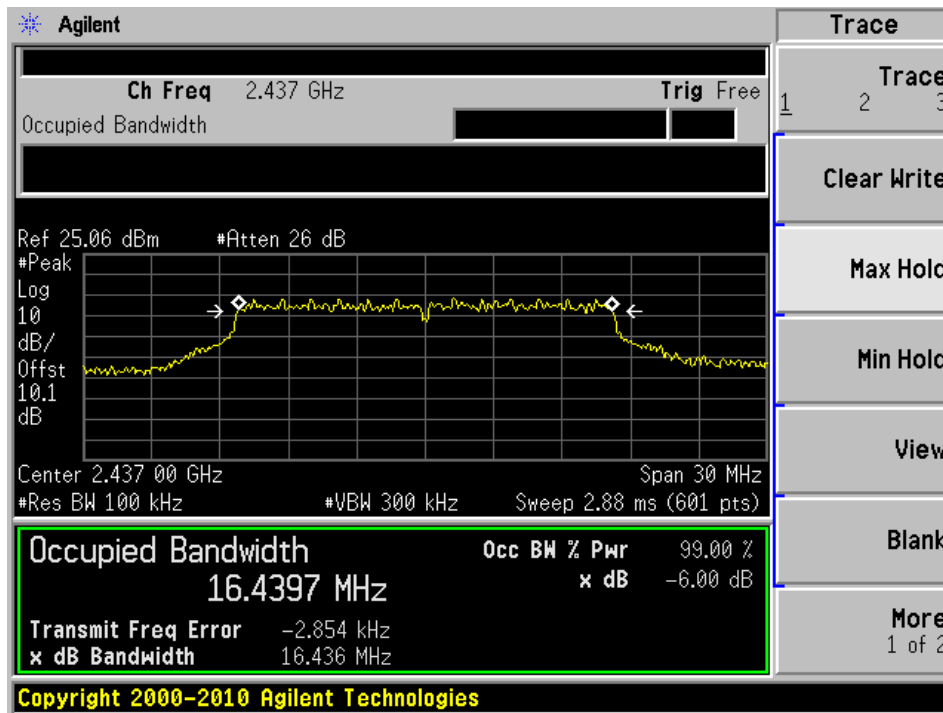 Agilent
Trace
Ch Freq 2.437 GHz Trig Free
Occupied Bandwidth
Trace
1 2 3
Clear Write
Max Hold
Min Hold
View
Blank
More
1 of 2
Ref 25.06 dBm #Atten 26 dB
#Peak
Log
10
dB/
Offst
10.1
dB
Center 2.437 00 GHz Span 30 MHz
#Res BW 100 kHz #VBW 300 kHz Sweep 2.88 ms (601 pts)
Occupied Bandwidth
16.4397 MHz
Occ BW % Pwr 99.00 %
x dB -6.00 dB
Transmit Freq Error -2.854 kHz
x dB Bandwidth 16.436 MHz
Copyright 2000-2010 Agilent Technologies